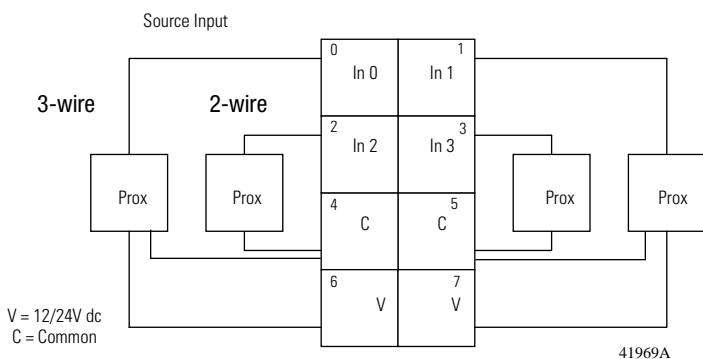 Source Input
0
In 0
1
In 1
3-wire
2-wire
2
In 2
3
In 3
Prox
Prox
Prox
Prox
4
C
5
C
6
V
7
V
V = 12/24V dc
C = Common
41969A